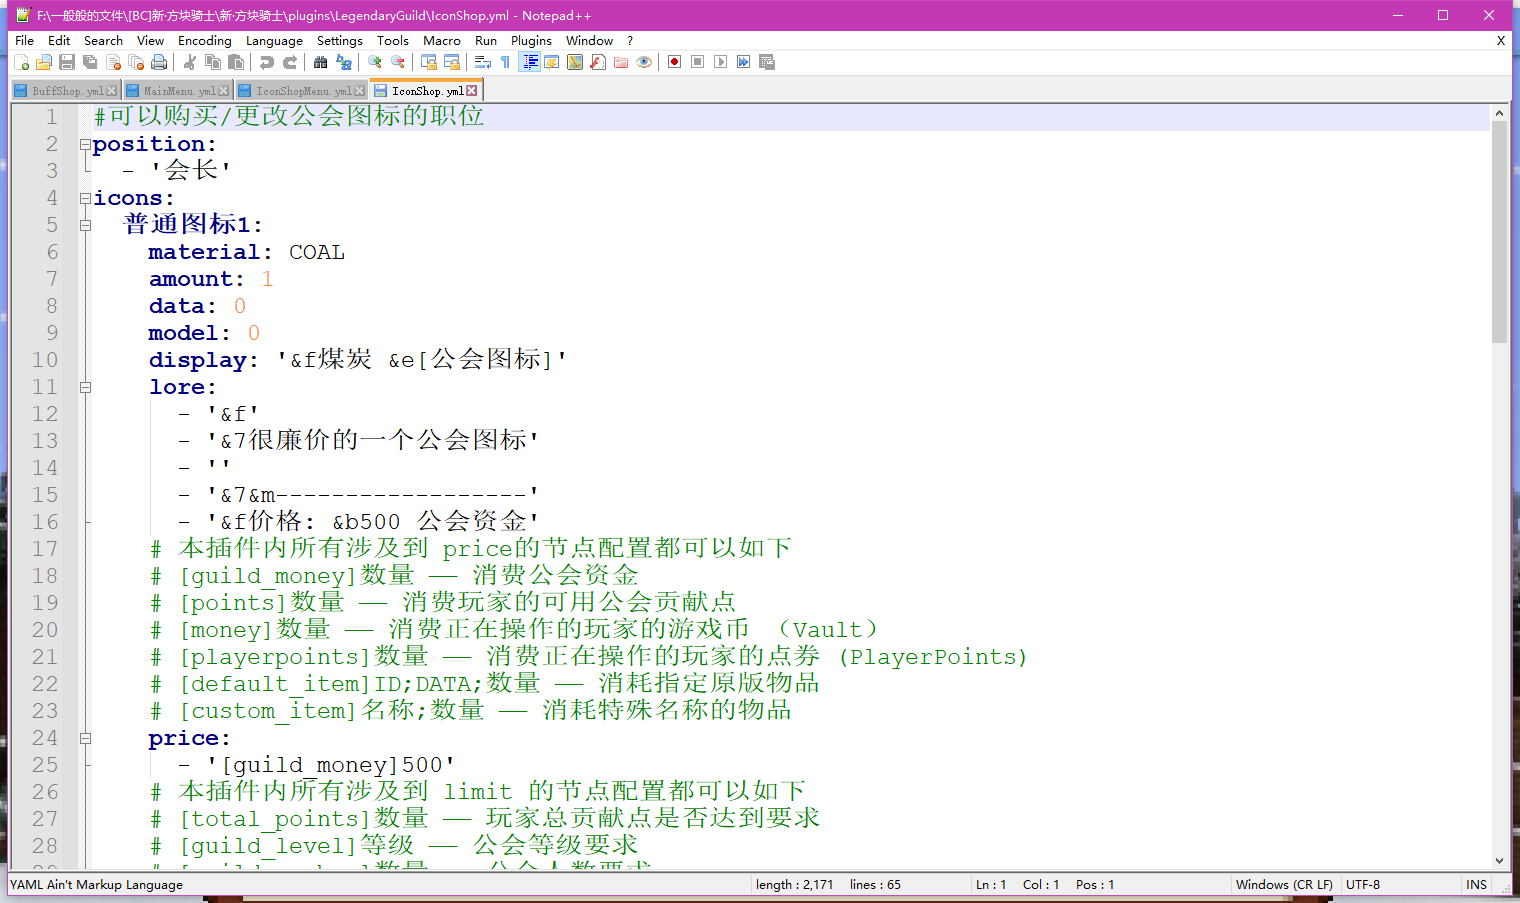 F:\一般般的文件\[BC]新·方块骑士\新·方块骑士\plugins\LegendaryGuild\IconShop.yml - Notepad++
File Edit Search View Encoding Language Settings Tools Macro Run Plugins Window ? X
BuffShop.yml MainMenu.yml IconShopMenu.yml IconShop.yml
1 #可以购买/更改公会图标的职位
2 position:
3 - '会长'
4 icons:
5 普通图标1:
6 material: COAL
7 amount: 1
8 data: 0
9 model: 0
10 display: '&f煤炭 &e[公会图标]'
11 lore:
12 - '&f'
13 - '&7很廉价的一个公会图标'
14 - ''
15 - '&7&m------------------'
16 - '&f价格: &b500 公会资金'
17 # 本插件内所有涉及到 price的节点配置都可以如下
18 # [guild_money]数量 —— 消费公会资金
19 # [points]数量 —— 消费玩家的可用公会贡献点
20 # [money]数量 —— 消费正在操作的玩家的游戏币 （Vault）
21 # [playerpoints]数量 —— 消费正在操作的玩家的点券 (PlayerPoints)
22 # [default_item]ID;DATA;数量 —— 消耗指定原版物品
23 # [custom_item]名称;数量 —— 消耗特殊名称的物品
24 price:
25 - '[guild_money]500'
26 # 本插件内所有涉及到 limit 的节点配置都可以如下
27 # [total_points]数量 —— 玩家总贡献点是否达到要求
28 # [guild_level]等级 —— 公会等级要求
YAML Ain't Markup Language length : 2,171 lines : 65 Ln : 1 Col : 1 Pos : 1 Windows (CR LF) UTF-8 INS